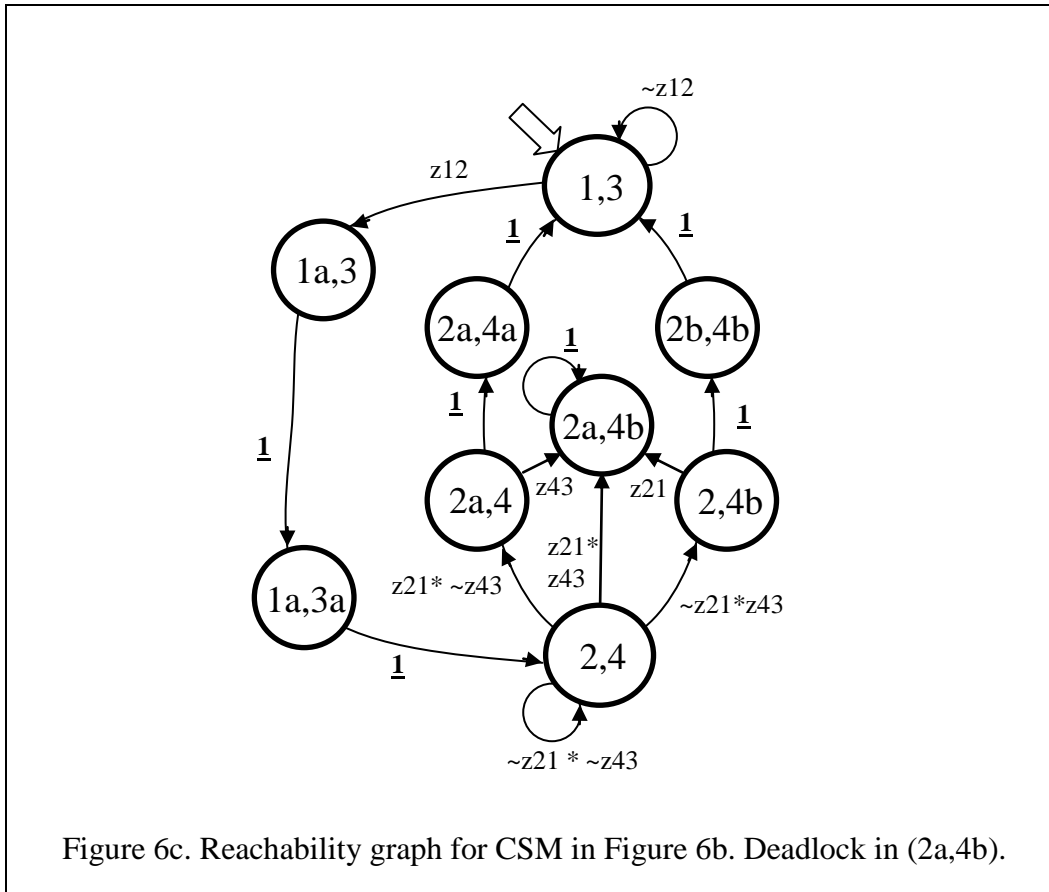 ~z12
z12
1,3
1
1
1a,3
2a,4a
2b,4b
1
1
1
2a,4b
1
2a,4
z43
z21
2,4b
z21*
z43
z21* ~z43
~z21*z43
1a,3a
2,4
1
~z21 * ~z43
Figure 6c. Reachability graph for CSM in Figure 6b. Deadlock in (2a,4b).